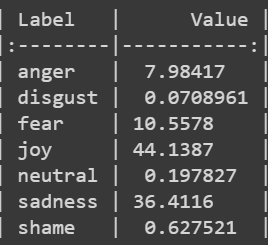 | Label    |      Value |
|:--------|-----------:|
| anger    |  7.98417   |
| disgust |  0.0708961 |
| fear     | 10.5578    |
| joy      | 44.1387    |
| neutral |  0.197827  |
| sadness | 36.4116    |
| shame    |  0.627521  |